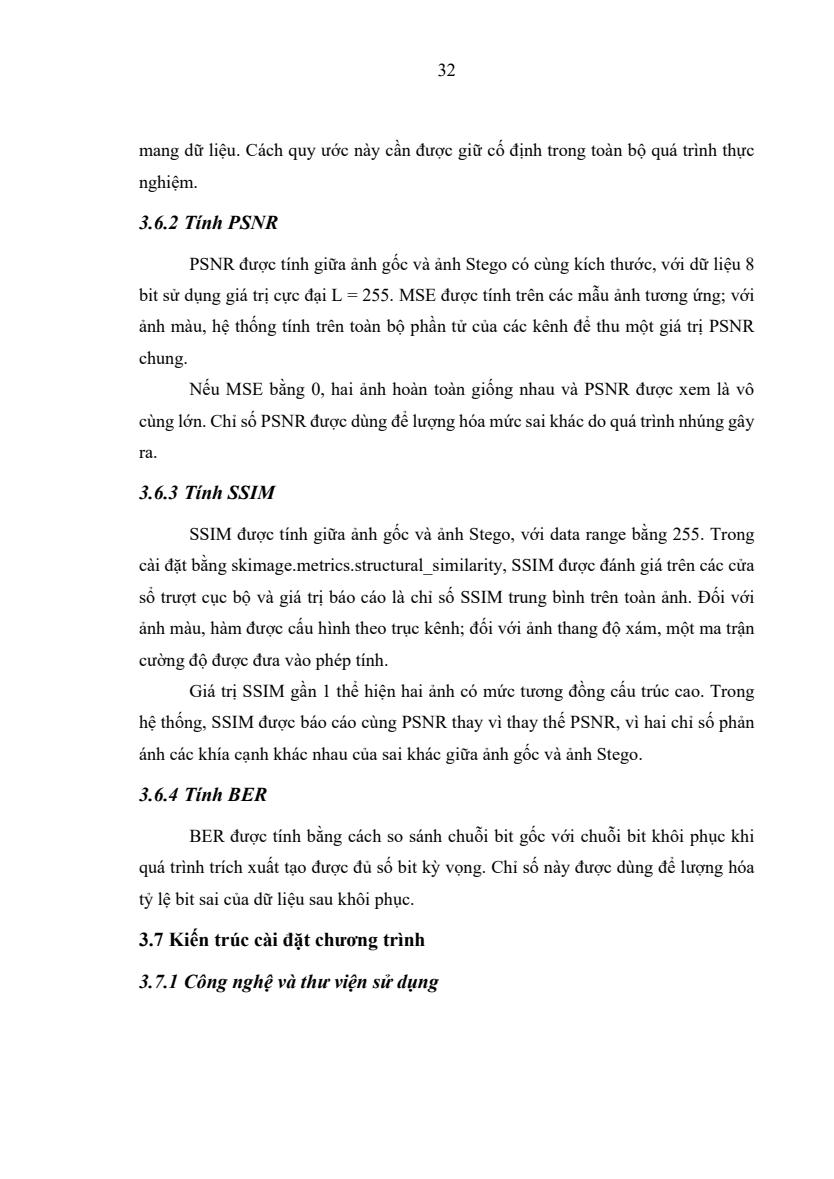 32
mang dữ liệu. Cách quy ước này cần được giữ cố định trong toàn bộ quá trình thực
nghiệm.
3.6.2 Tính PSNR
PSNR được tính giữa ảnh gốc và ảnh Stego có cùng kích thước, với dữ liệu 8
bit sử dụng giá trị cực đại L = 255. MSE được tính trên các mẫu ảnh tương ứng; với
ảnh màu, hệ thống tính trên toàn bộ phần tử của các kênh để thu một giá trị PSNR
chung.
Nếu MSE bằng 0, hai ảnh hoàn toàn giống nhau và PSNR được xem là vô
cùng lớn. Chỉ số PSNR được dùng để lượng hóa mức sai khác do quá trình nhúng gây
ra.
3.6.3 Tính SSIM
SSIM được tính giữa ảnh gốc và ảnh Stego, với data range bằng 255. Trong
cài đặt bằng skimage.metrics.structural_similarity, SSIM được đánh giá trên các cửa
sổ trượt cục bộ và giá trị báo cáo là chỉ số SSIM trung bình trên toàn ảnh. Đối với
ảnh màu, hàm được cấu hình theo trục kênh; đối với ảnh thang độ xám, một ma trận
cường độ được đưa vào phép tính.
Giá trị SSIM gần 1 thể hiện hai ảnh có mức tương đồng cấu trúc cao. Trong
hệ thống, SSIM được báo cáo cùng PSNR thay vì thay thế PSNR, vì hai chỉ số phản
ánh các khía cạnh khác nhau của sai khác giữa ảnh gốc và ảnh Stego.
3.6.4 Tính BER
BER được tính bằng cách so sánh chuỗi bit gốc với chuỗi bit khôi phục khi
quá trình trích xuất tạo được đủ số bit kỳ vọng. Chỉ số này được dùng để lượng hóa
tỷ lệ bit sai của dữ liệu sau khôi phục.
3.7 Kiến trúc cài đặt chương trình
3.7.1 Công nghệ và thư viện sử dụng